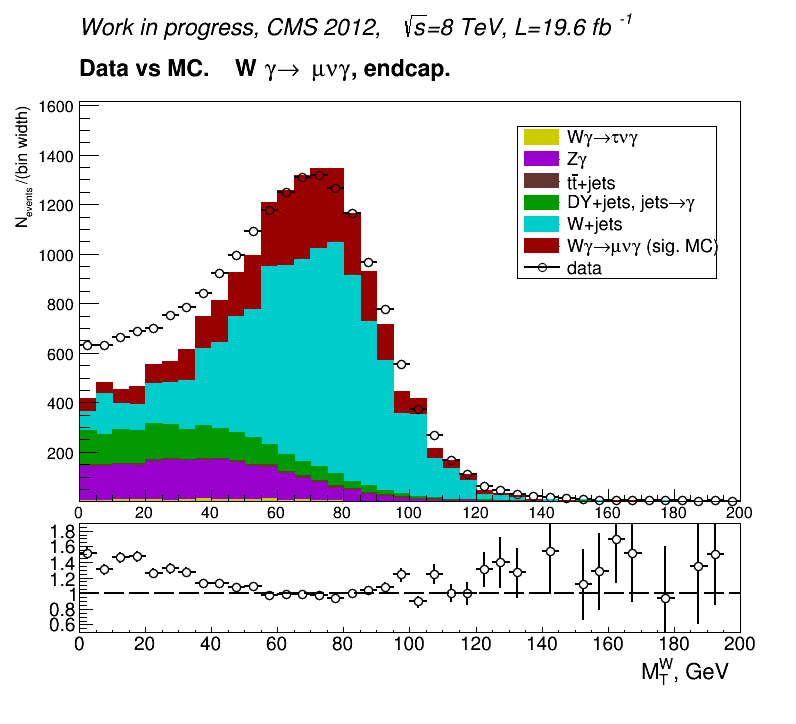 Work in progress, CMS 2012, √s=8 TeV, L=19.6 fb -1
Data vs MC. W γ→ μνγ, endcap.
N events /(bin width)
1600
1400
1200
1000
800
600
400
200
Wγ→τνγ
Zγ
tt̄+jets
DY+jets, jets→γ
W+jets
Wγ→μνγ (sig. MC)
data
0 20 40 60 80 100 120 140 160 180 200
1.8
1.6
1.4
1.2
1
0.8
0.6
0 20 40 60 80 100 120 140 160 180 200
M_T^W, GeV